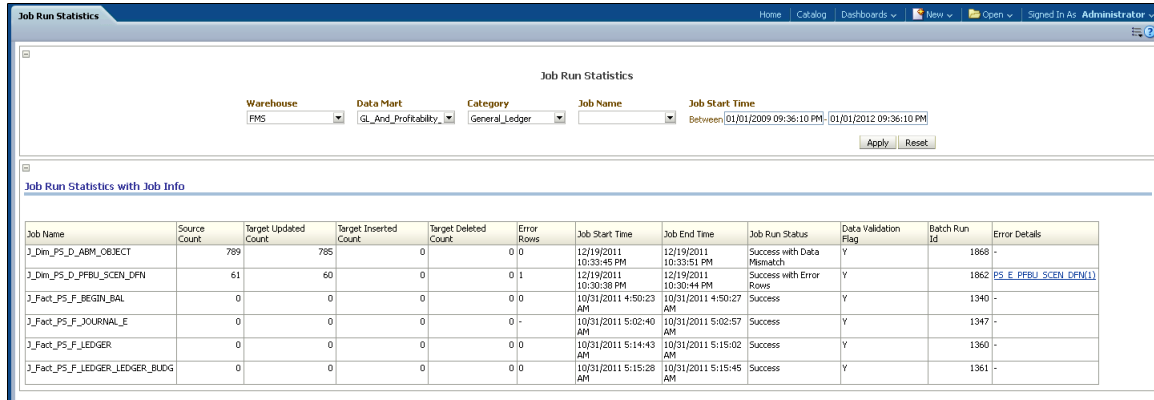 Job Run Statistics
Home Catalog Dashboards New Open Signed In As Administrator
Job Run Statistics
Warehouse Data Mart Category Job Name Job Start Time
FMS GL_And_Profitability_ General_Ledger Between 01/01/2009 09:36:10 PM - 01/01/2012 09:36:10 PM
Apply Reset
Job Run Statistics with Job Info
Job Name Source Count Target Updated Count Target Inserted Count Target Deleted Count Error Rows Job Start Time Job End Time Job Run Status Data Validation Flag Batch Run Id Error Details
J_Dim_PS_D_ABM_OBJECT 789 785 0 0 0 12/19/2011 10:33:45 PM 12/19/2011 10:33:51 PM Success with Data Mismatch Y 1868 -
J_Dim_PS_D_PFBU_SCEN_DFN 61 60 0 0 1 12/19/2011 10:30:38 PM 12/19/2011 10:30:44 PM Success with Error Rows Y 1862 PS_E_PFBU_SCEN_DFN(1)
J_Fact_PS_F_BEGIN_BAL 0 0 0 0 0 10/31/2011 4:50:23 AM 10/31/2011 4:50:27 AM Success Y 1340 -
J_Fact_PS_F_JOURNAL_E 0 0 0 0 - 10/31/2011 5:02:40 AM 10/31/2011 5:02:57 AM Success Y 1347 -
J_Fact_PS_F_LEDGER 0 0 0 0 0 10/31/2011 5:14:43 AM 10/31/2011 5:15:02 AM Success Y 1360 -
J_Fact_PS_F_LEDGER_LEDGER_BUDG 0 0 0 0 0 10/31/2011 5:15:28 AM 10/31/2011 5:15:45 AM Success Y 1361 -